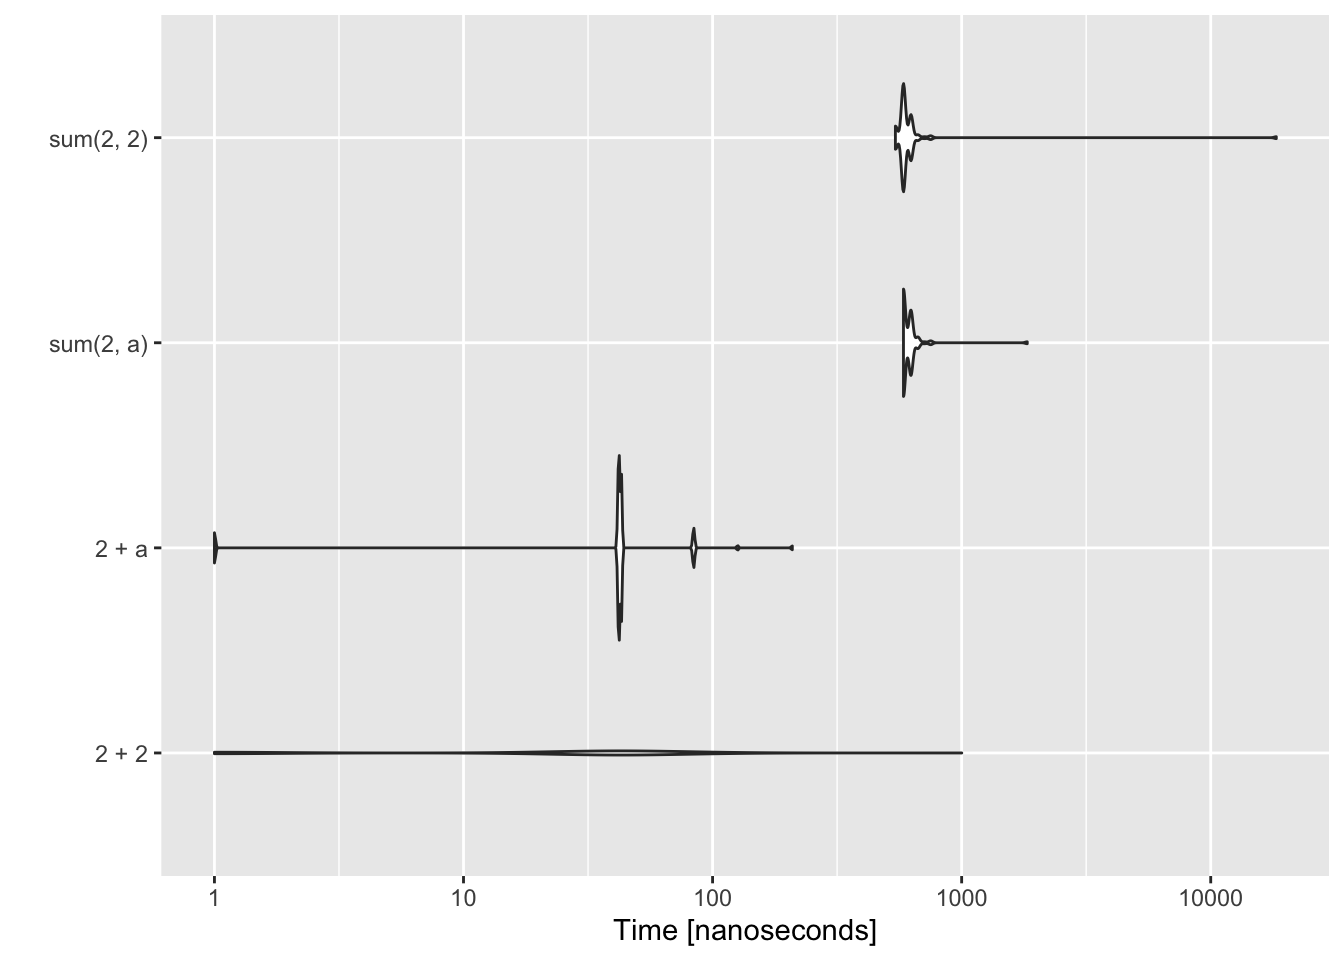 sum(2, 2)
sum(2, a)
2 + a
2 + 2
1 10 100 1000 10000
Time [nanoseconds]